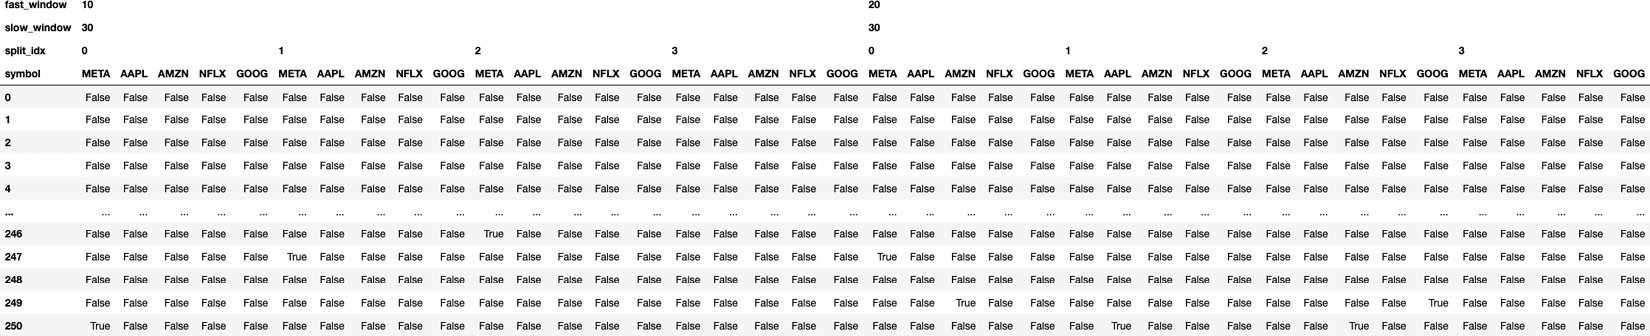 fast_window 10 20
slow_window 30 30
split_idx 0 1 2 3 0 1 2 3
symbol META AAPL AMZN NFLX GOOG META AAPL AMZN NFLX GOOG META AAPL AMZN NFLX GOOG META AAPL AMZN NFLX GOOG META AAPL AMZN NFLX GOOG META AAPL AMZN NFLX GOOG META AAPL AMZN NFLX GOOG META AAPL AMZN NFLX GOOG
0 False False False False False False False False False False False False False False False False False False False False False False False False False False False False False False False False False False False False False False False False
1 False False False False False False False False False False False False False False False False False False False False False False False False False False False False False False False False False False False False False False False False
2 False False False False False False False False False False False False False False False False False False False False False False False False False False False False False False False False False False False False False False False False
3 False False False False False False False False False False False False False False False False False False False False False False False False False False False False False False False False False False False False False False False False
4 False False False False False False False False False False False False False False False False False False False False False False False False False False False False False False False False False False False False False False False False
... ... ... ... ... ... ... ... ... ... ... ... ... ... ... ... ... ... ... ... ... ... ... ... ... ... ... ... ... ... ... ... ... ... ... ... ... ... ... ... ...
246 False False False False False False False False False False True False False False False False False False False False False False False False False False False False False False False False False False False False False False False False
247 False False False False False True False False False False False False False False False False False False False False True False False False False False False False False False False False False False False False False False False False
248 False False False False False False False False False False False False False False False False False False False False False False False False False False False False False False False False False False False False False False False False
 False False False False False False False False False False False False False False False False False False False False True False False False True True False False False False False False False False False True True False False
False
 True False False False False False False False False False False False False False False False False False False False False False False False False False False False False False False False False True False False False False True False False False False False False False True False False False False False False False